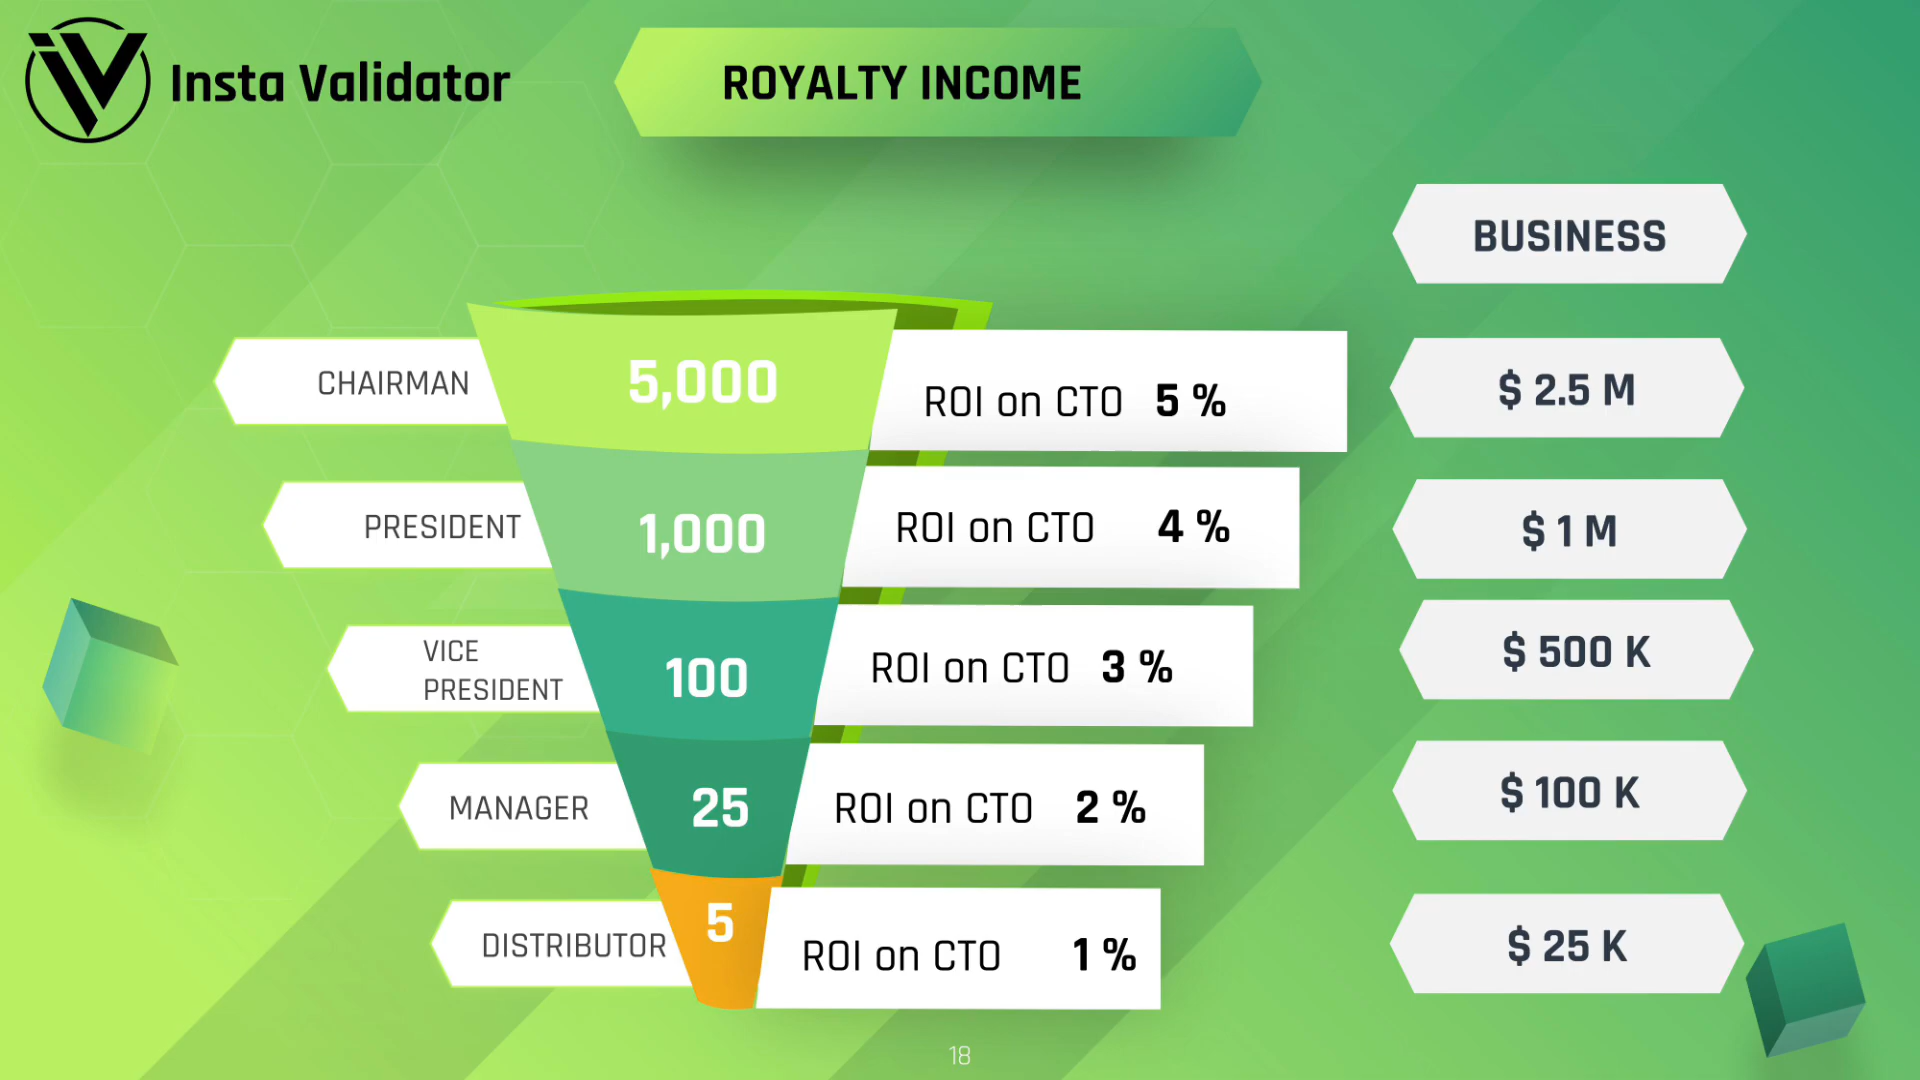 Insta Validator
ROYALTY INCOME
BUSINESS
CHAIRMAN 5,000 ROI on CTO 5 % $ 2.5 M
PRESIDENT 1,000 ROI on CTO 4 % $ 1 M
VICE
PRESIDENT 100 ROI on CTO 3 % $ 500 K
MANAGER 25 ROI on CTO 2 % $ 100 K
DISTRIBUTOR 5 ROI on CTO 1 % $ 25 K
18